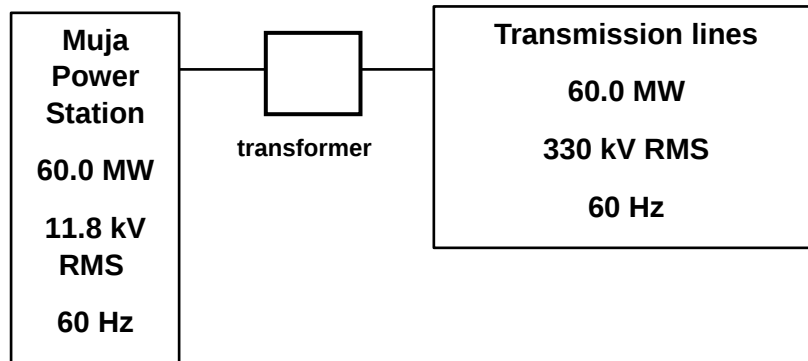 Muja
Power
Station
60.0 MW
11.8 kV
RMS
60 Hz
transformer
Transmission lines
60.0 MW
330 kV RMS
60 Hz